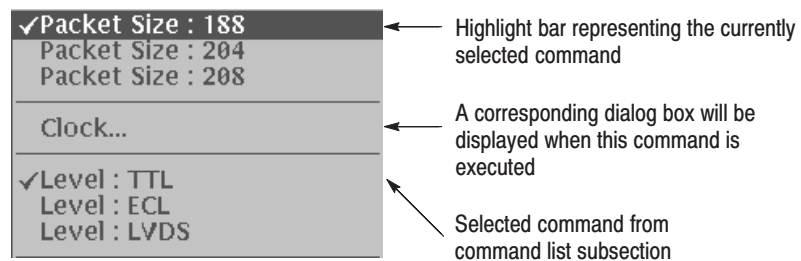 ✓Packet Size : 188
Packet Size : 204
Packet Size : 208
Clock...
✓Level : TTL
Level : ECL
Level : LVDS
Highlight bar representing the currently
selected command
A corresponding dialog box will be
displayed when this command is
executed
Selected command from
command list subsection